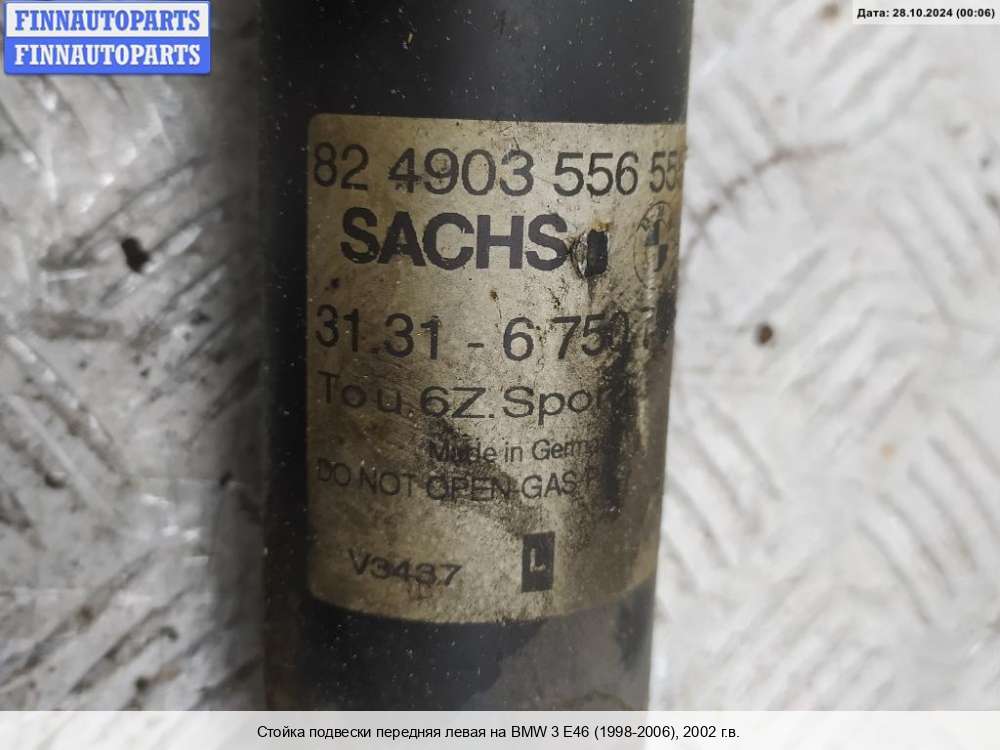 FINNAUTOPARTS
FINNAUTOPARTS
Дата: 28.10.2024 (00:06)
82 4903 556
SACHS
31.31 - 6 75
To u. 6Z. Spor
Made in Germa
DO NOT OPEN-GAS
V3437
L
Стойка подвески передняя левая на BMW 3 E46 (1998-2006), 2002 г.в.